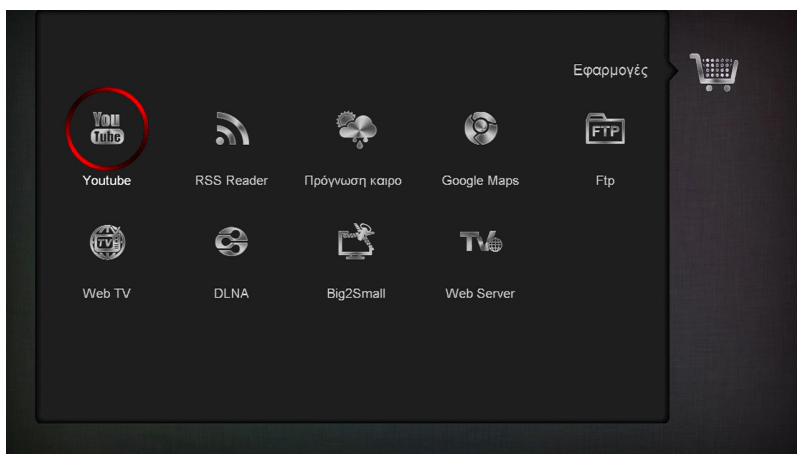 Εφαρμογές
You
Tube
FTP
Youtube
RSS Reader
Πρόγνωση καιρο
Google Maps
Ftp
TV
TV
Web TV
DLNA
Big2Small
Web Server